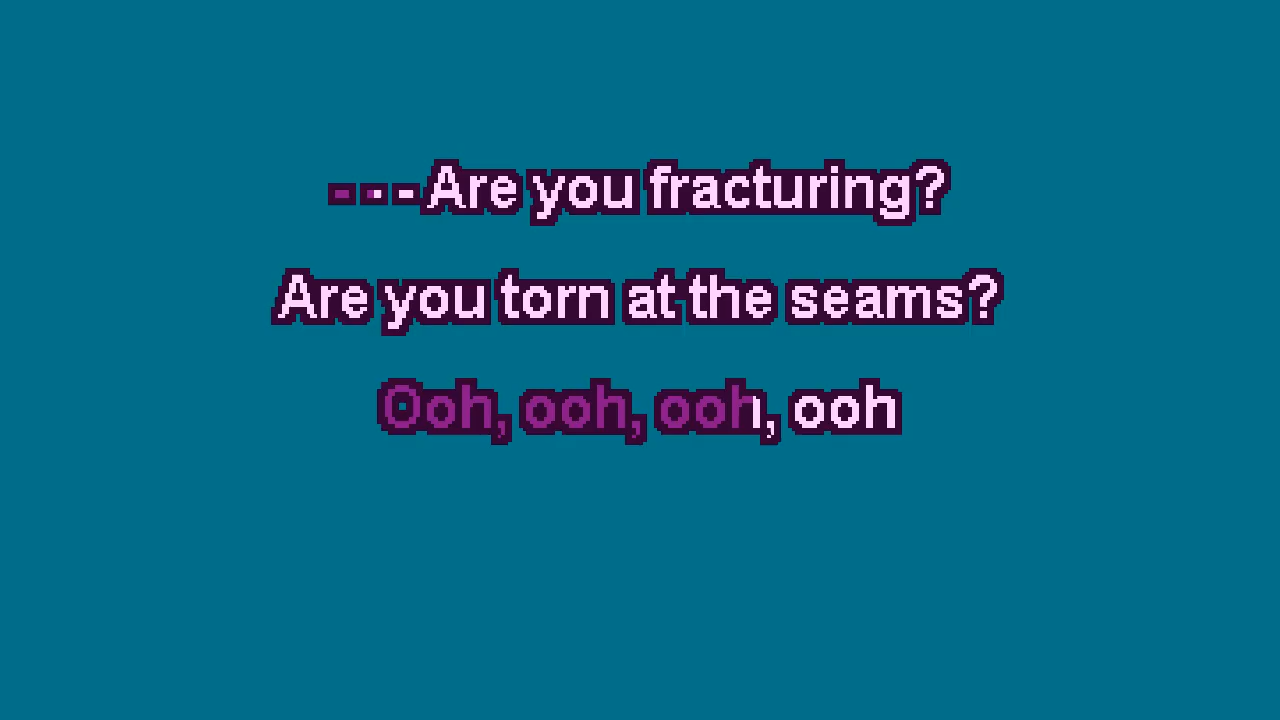 ---Are you fracturing?
Are you torn at the seams?
Ooh, ooh, ooh, ooh